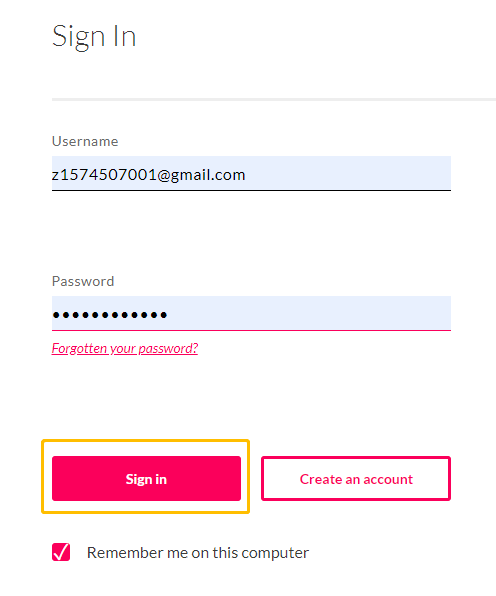 Sign In
Username
z1574507001@gmail.com
Password
••••••••••••
Forgotten your password?
Sign in
Create an account
Remember me on this computer